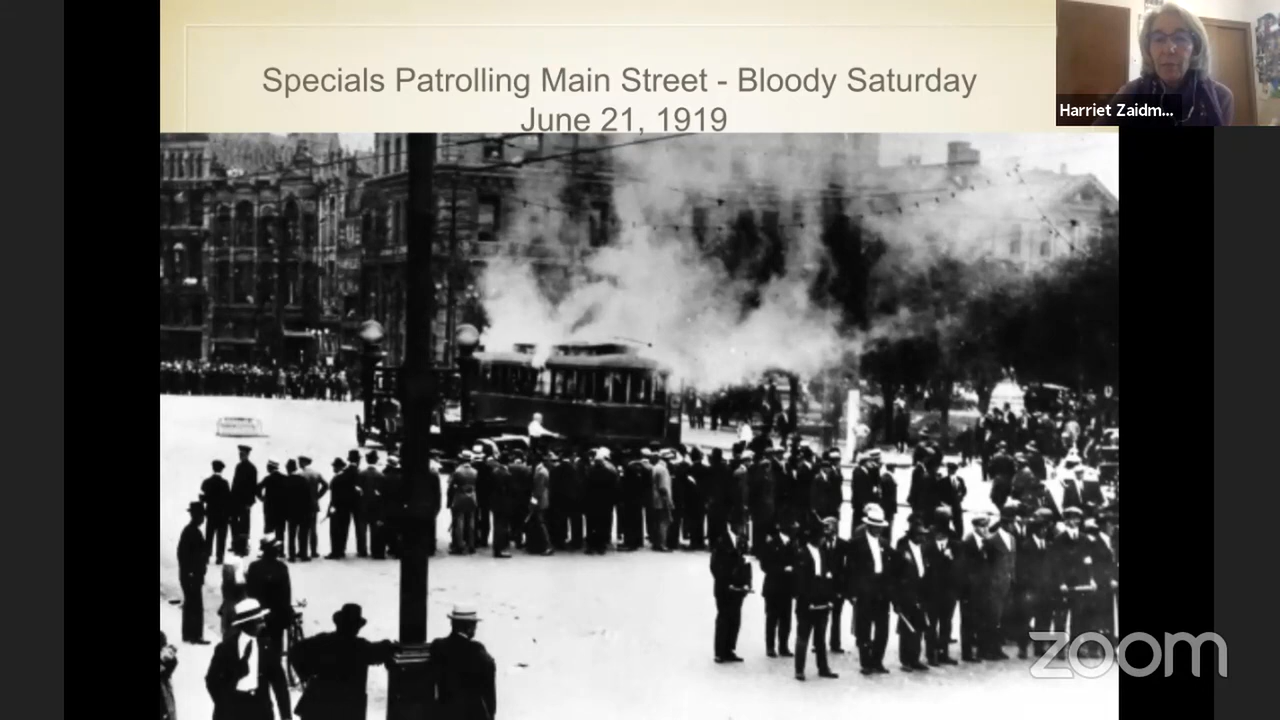 Specials Patrolling Main Street - Bloody Saturday
June 21, 1919
Harriet Zaidm...
zoom